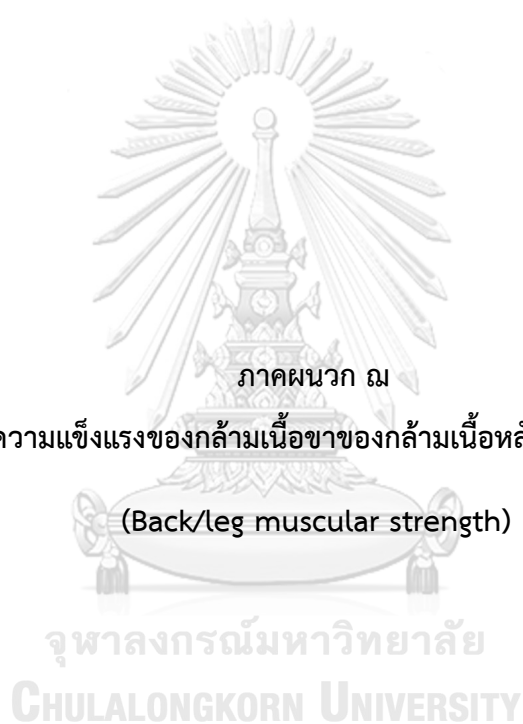 ภาคผนวก ฌ
ความแข็งแรงของกล้ามเนื้อขาของกล้ามเนื้อ
(Back/leg muscular strength)
จุฬาลงกรณ์มหาวิทยาลัย
CHULALONGKORN UNIVERSITY